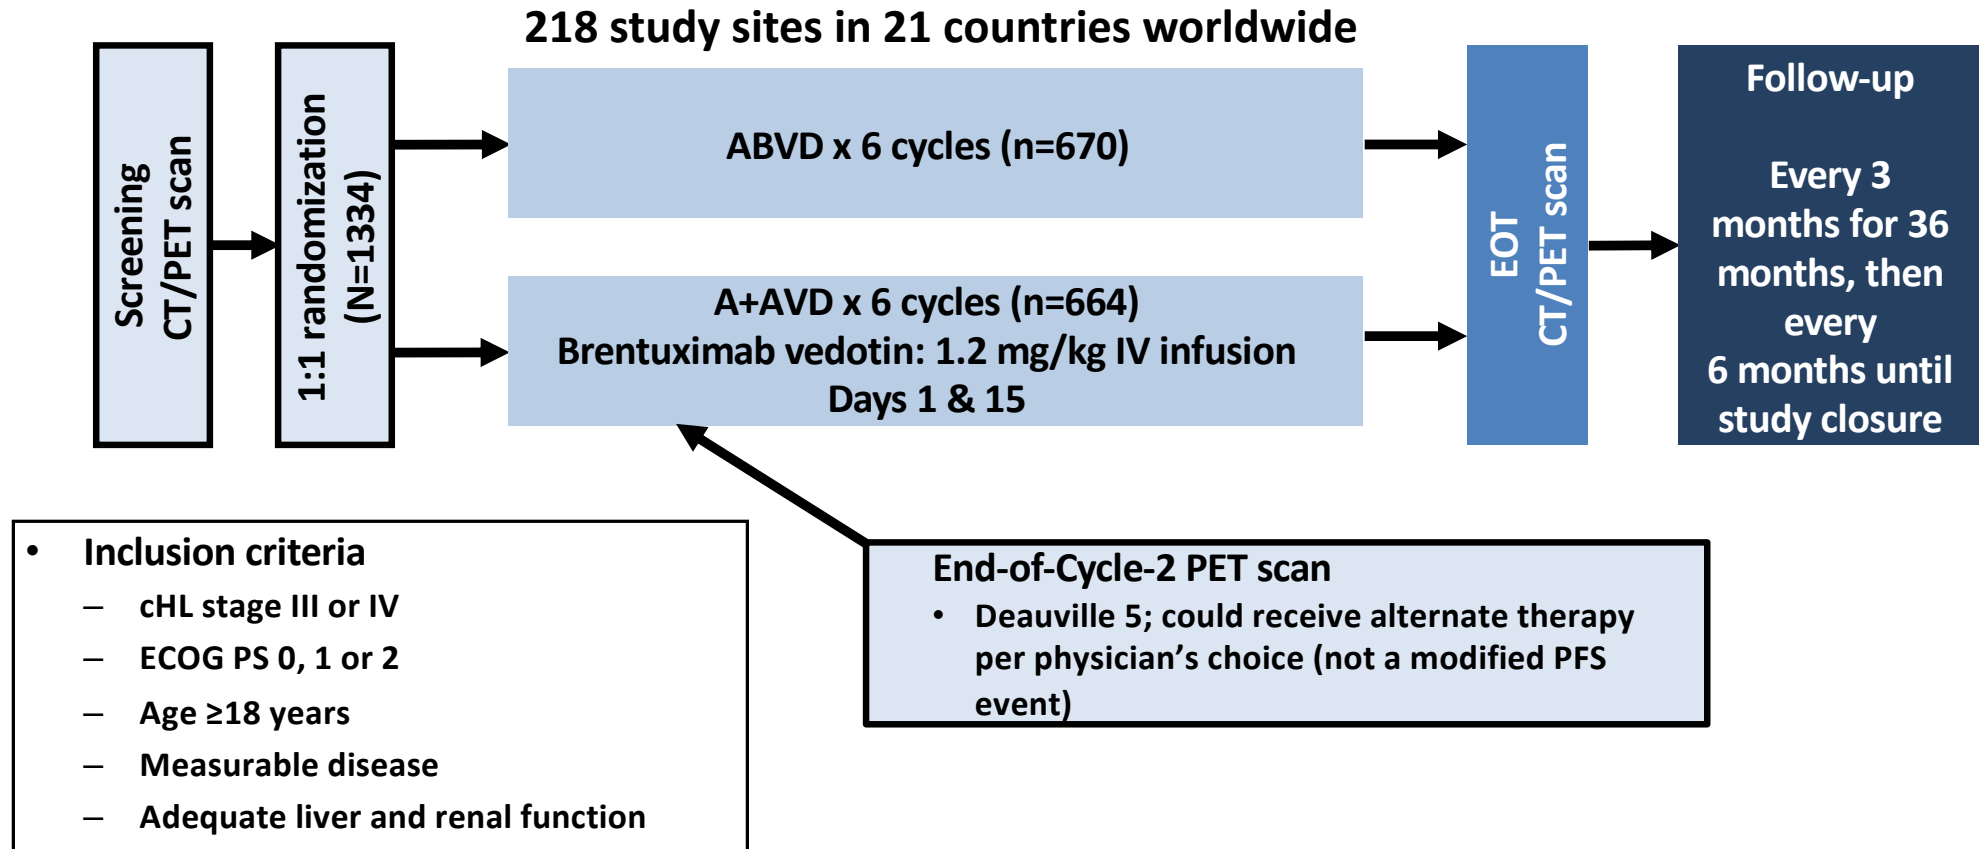 218 study sites in 21 countries worldwide
Screening
CT/PET scan
1:1 randomization
(N=1334)
ABVD x 6 cycles (n=670)
A+AVD x 6 cycles (n=664)
Brentuximab vedotin: 1.2 mg/kg IV infusion
Days 1 & 15
EOT
CT/PET scan
Follow-up
Every 3
months for 36
months, then
every
6 months until
study closure
• Inclusion criteria
– cHL stage III or IV
– ECOG PS 0, 1 or 2
– Age ≥18 years
– Measurable disease
– Adequate liver and renal function
End-of-Cycle-2 PET scan
• Deauville 5; could receive alternate therapy
per physician’s choice (not a modified PFS
event)